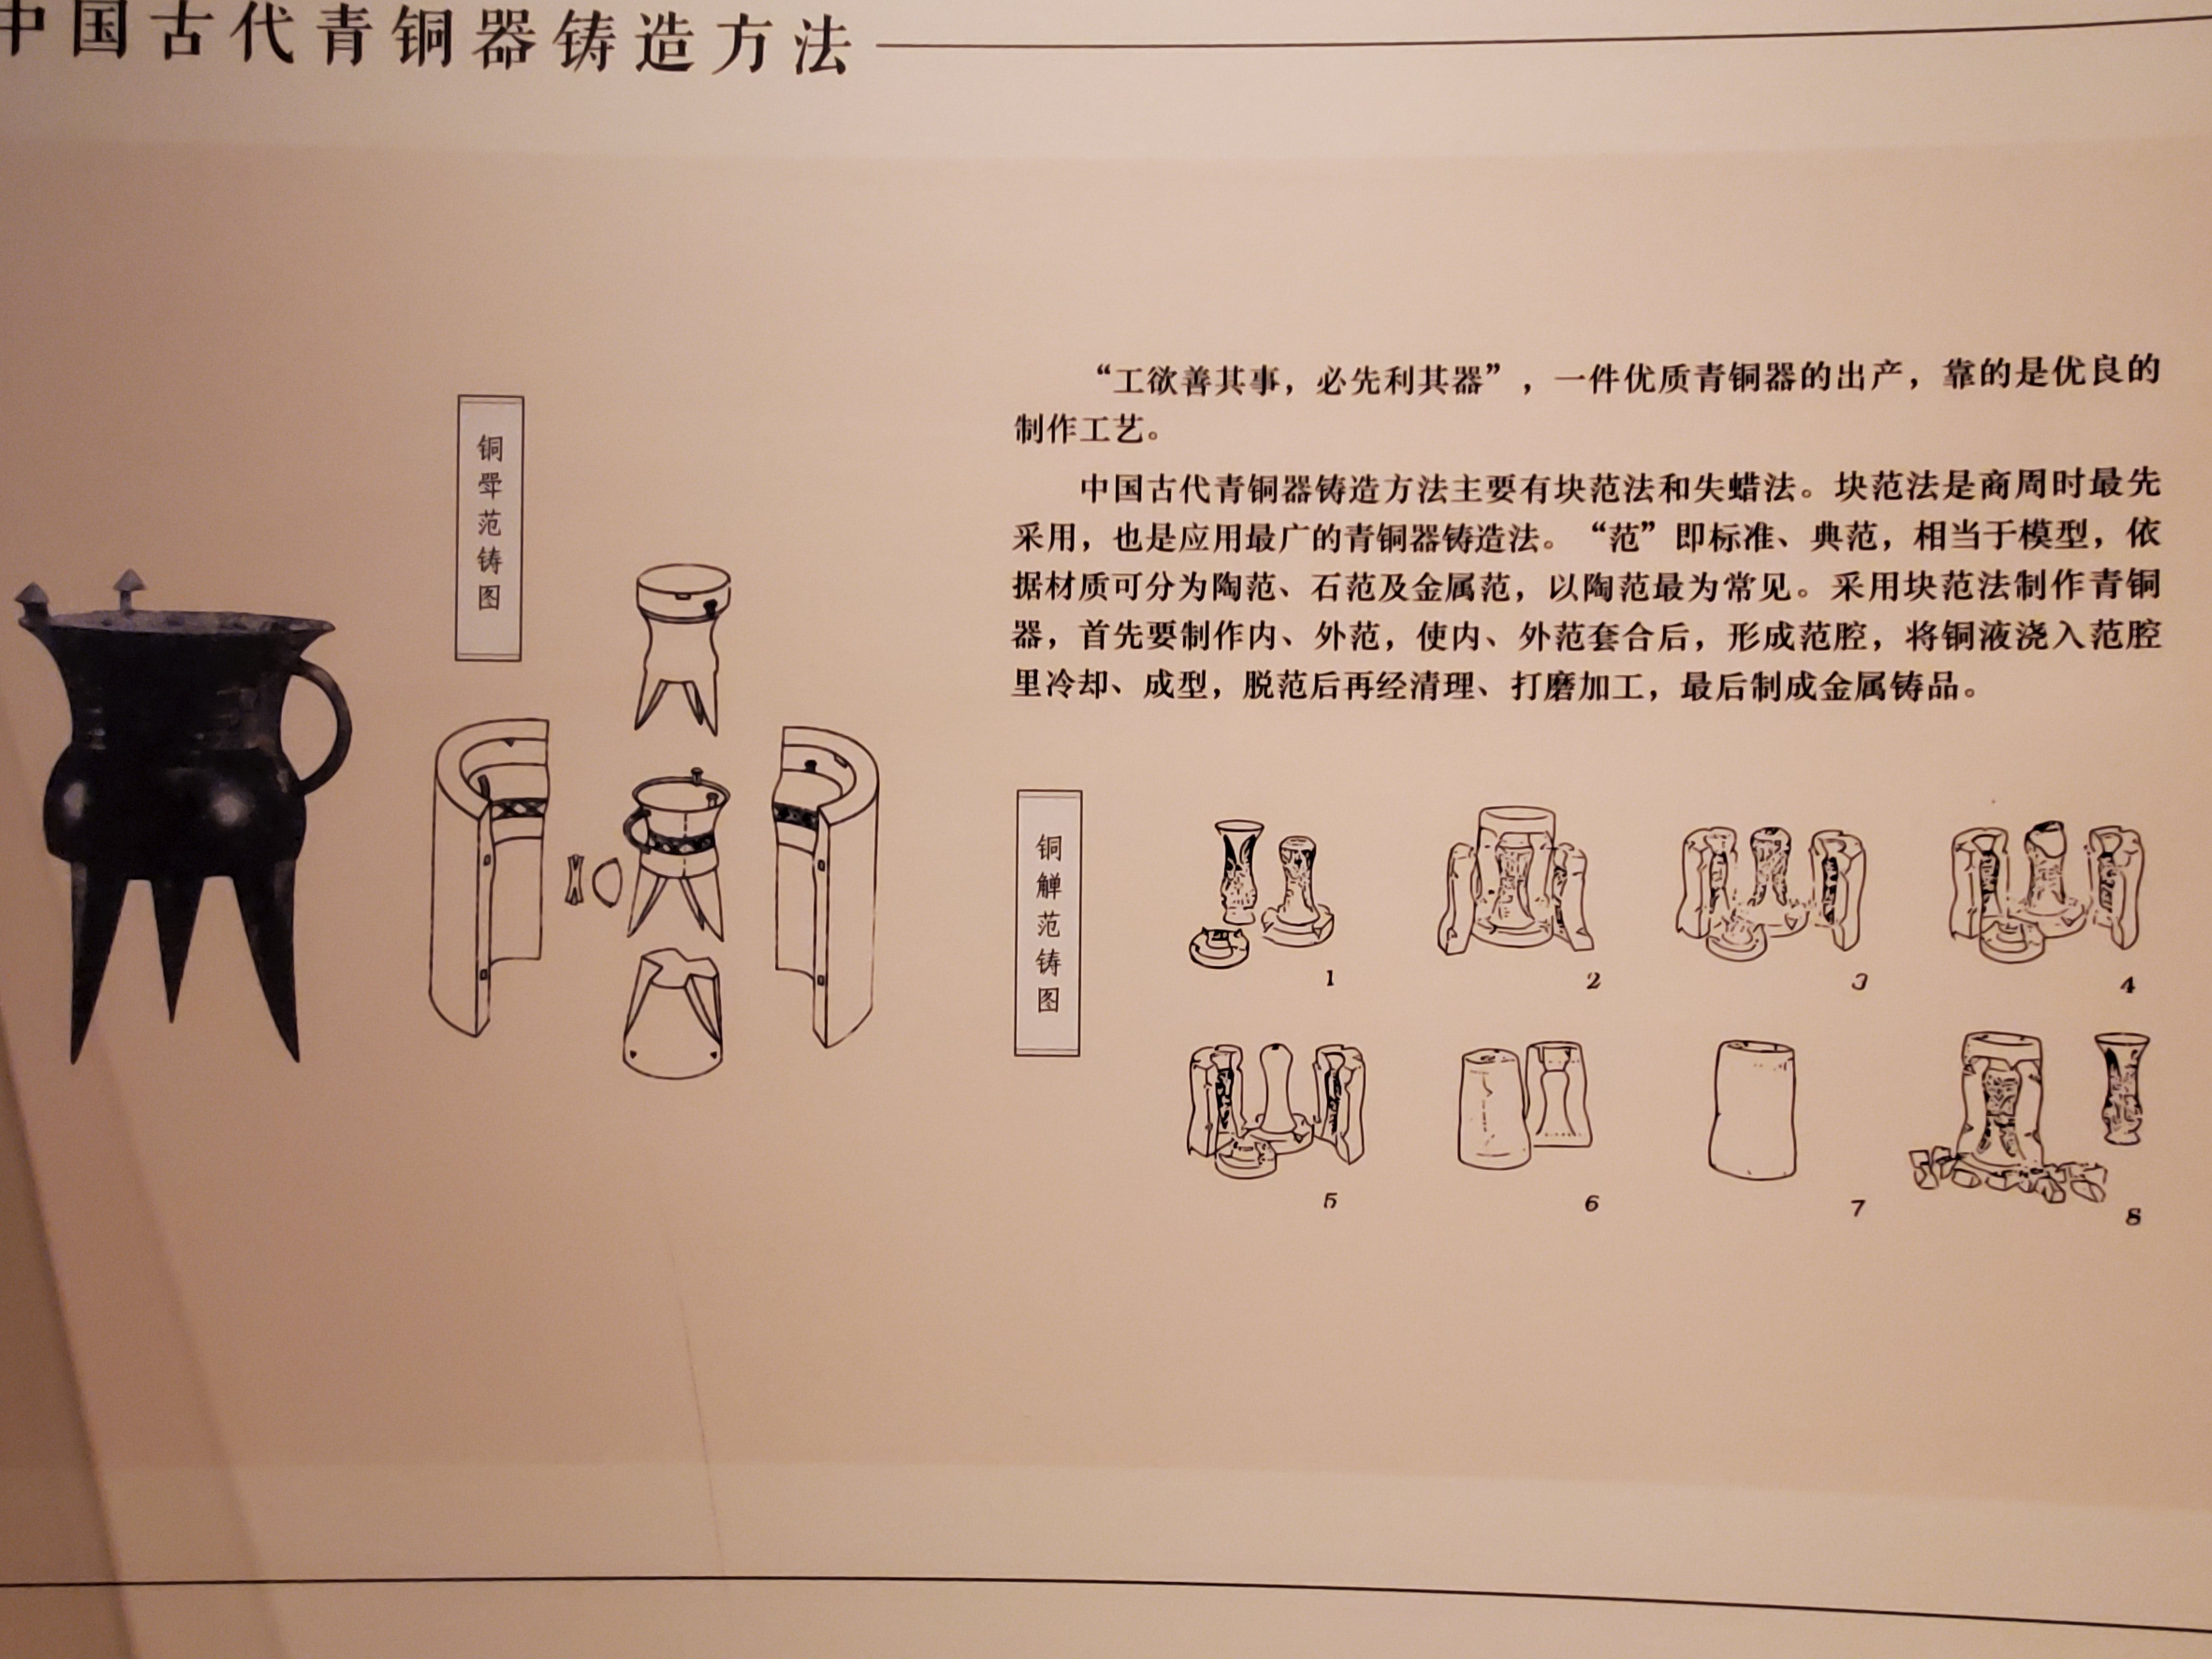 中国古代青铜器铸造方法
“工欲善其事，必先利其器”，一件优质青铜器的出产，靠的是优良的
制作工艺。
中国古代青铜器铸造方法主要有块范法和失蜡法。块范法是商周时最先
采用，也是应用最广的青铜器铸造法。“范”即标准、典范，相当于模型，依
据材质可分为陶范、石范及金属范，以陶范最为常见。采用块范法制作青铜
器，首先要制作内、外范，使内、外范套合后，形成范腔，将铜液浇入范腔
里冷却、成型，脱范后再经清理、打磨加工，最后制成金属铸品。
铜斝范铸图
铜觯范铸图
1
2
3
4
5
6
7
8